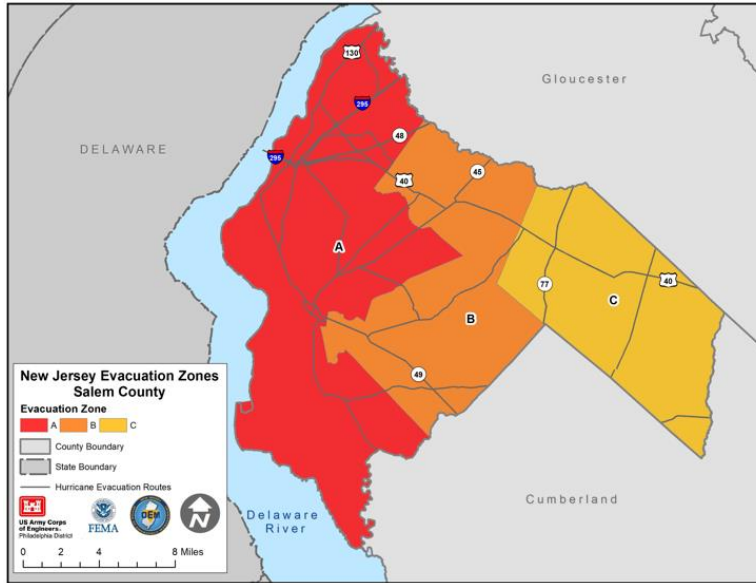 130
Gloucester
295
DELAWARE
48
295
45
40
A
77
40
C
B
49
New Jersey Evacuation Zones
Salem County
Evacuation Zone
A B C
County Boundary
State Boundary
Hurricane Evacuation Routes
US Army Corps
of Engineers.
Philadelphia District
FEMA
OEM
N
0 2 4 8 Miles
Delaware
River
Cumberland